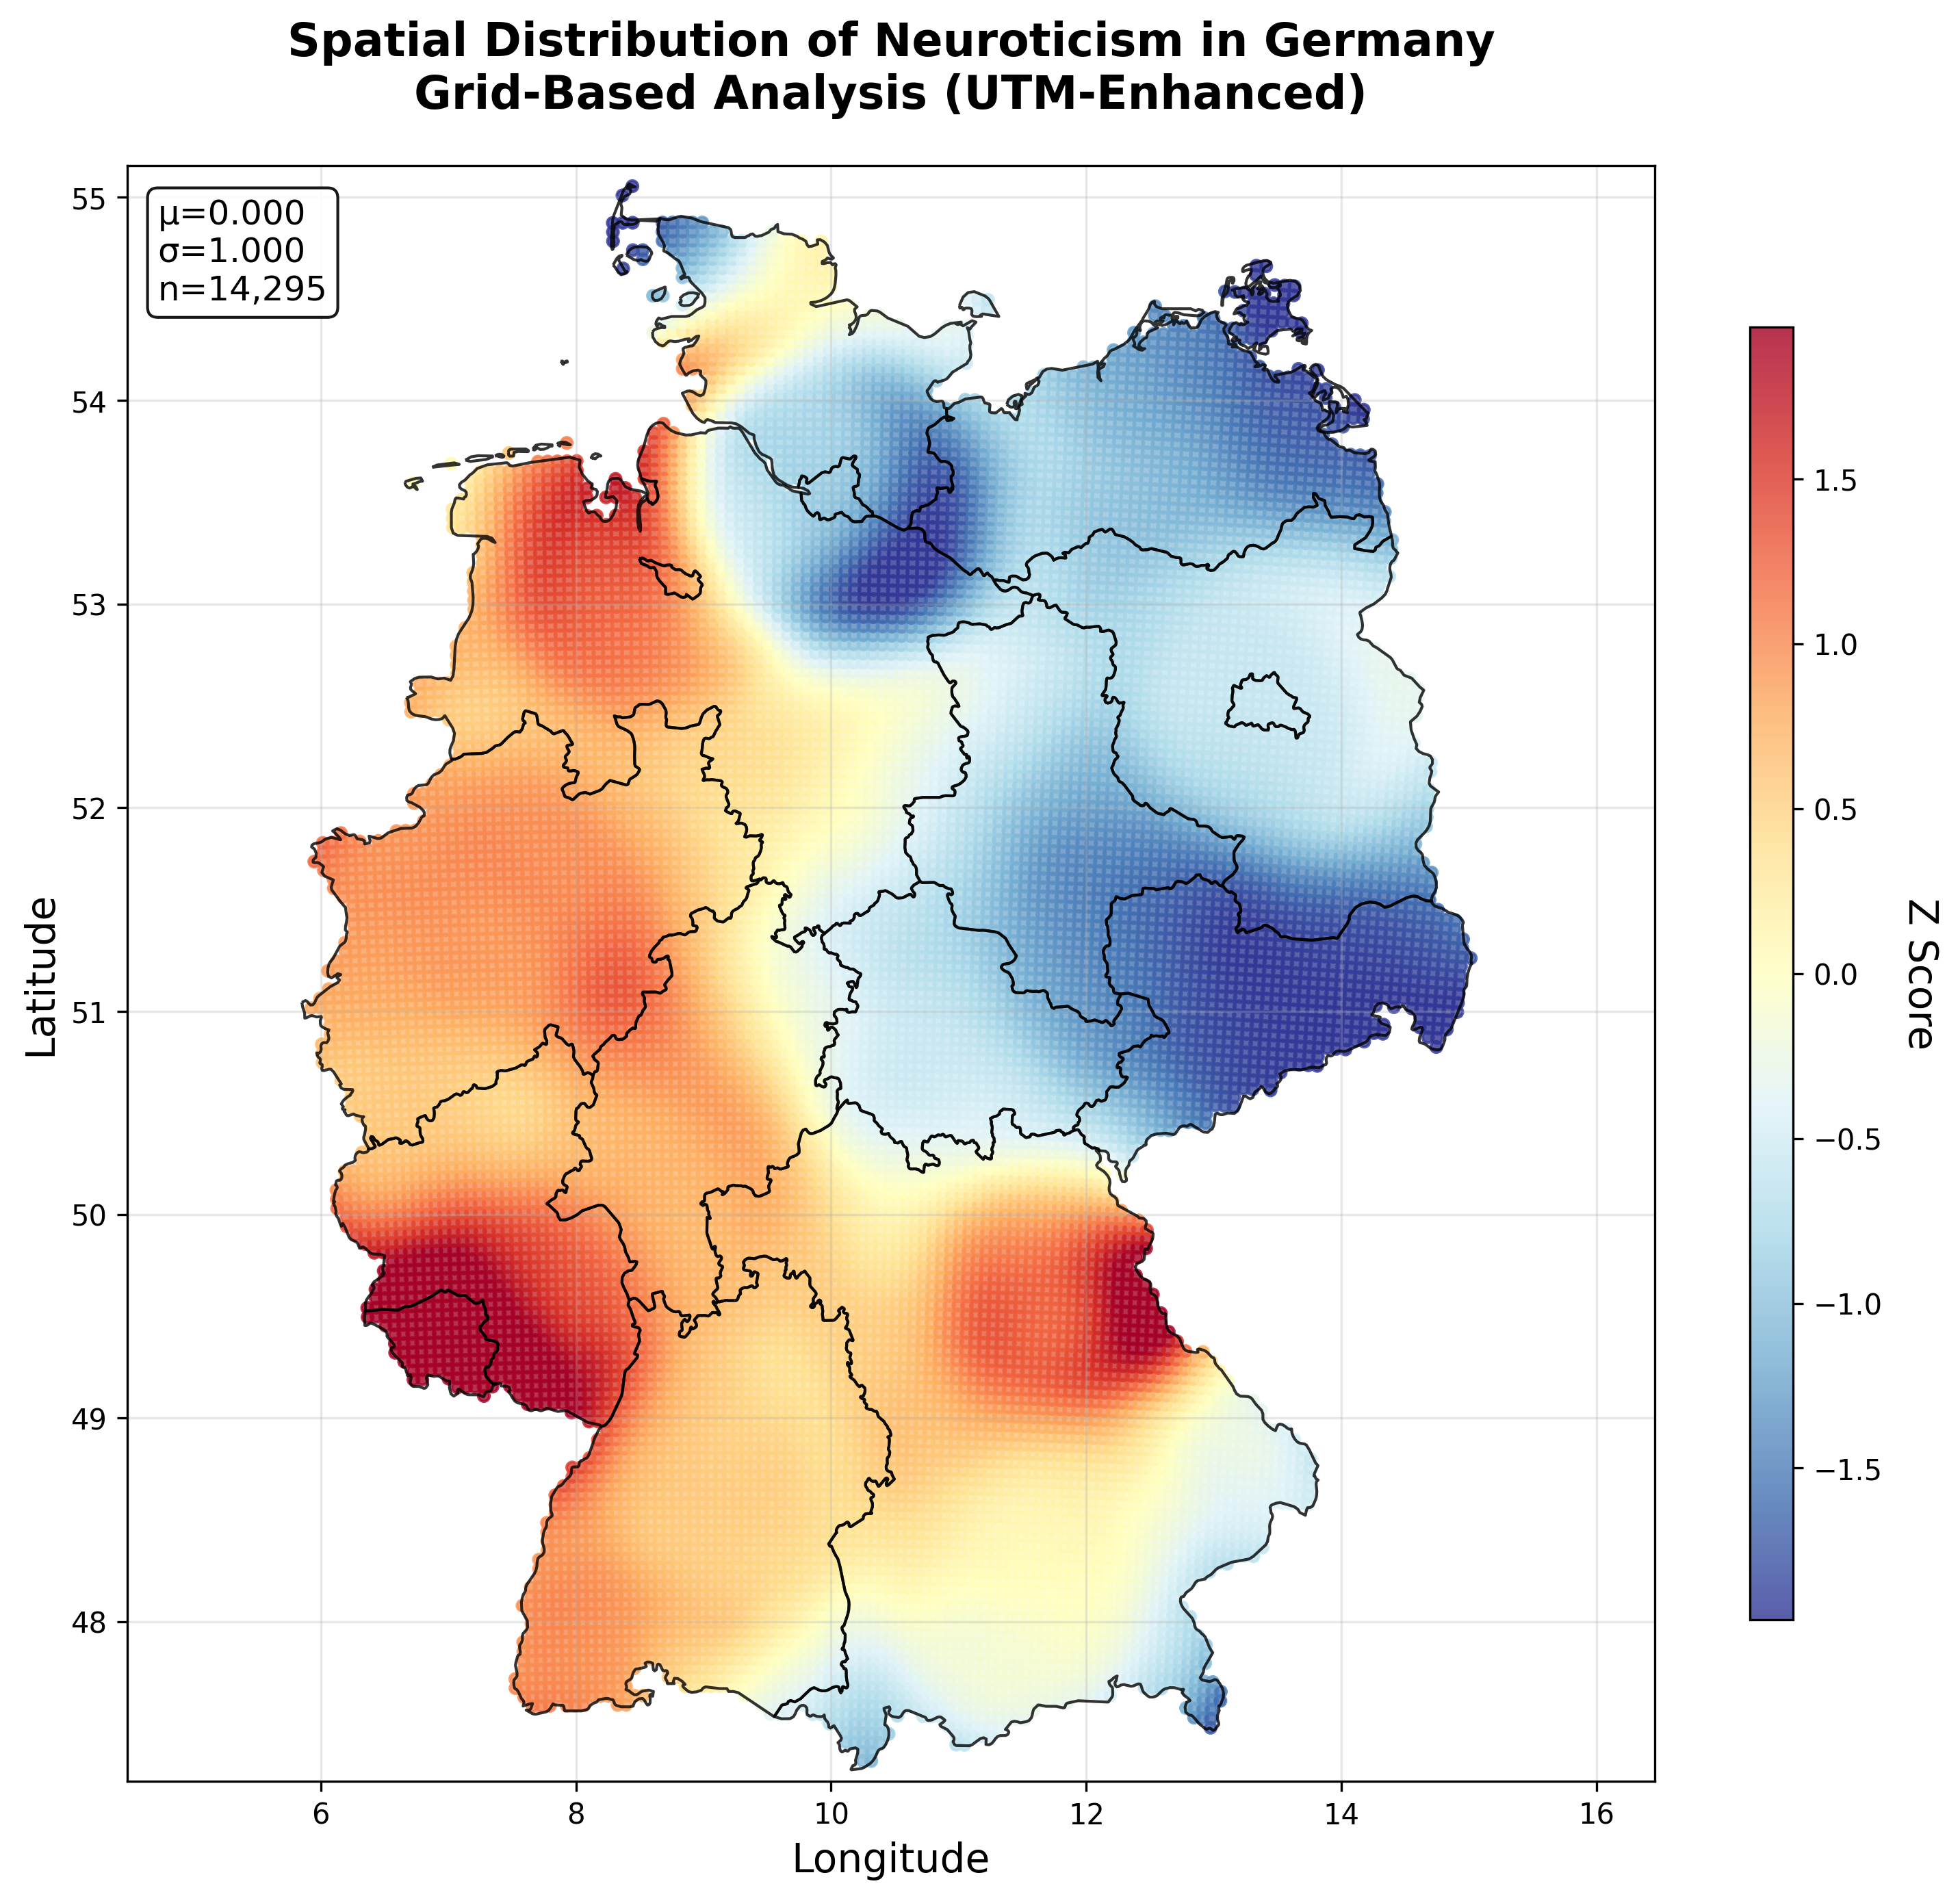 Spatial Distribution of Neuroticism in Germany
Grid-Based Analysis (UTM-Enhanced)
μ=0.000
σ=1.000
n=14,295
55
54
53
52
51
50
49
48
Latitude
6
8
10
12
14
16
Longitude
1.5
1.0
0.5
0.0
−0.5
−1.0
−1.5
Z Score